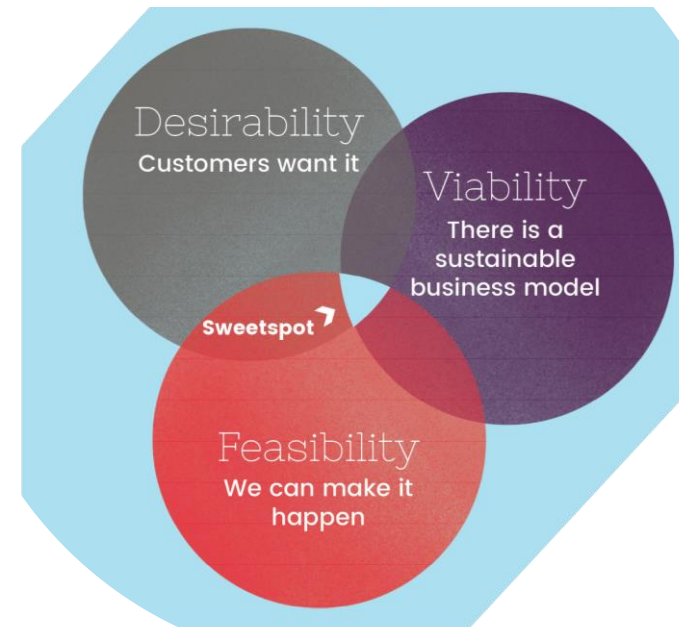 Desirability
Customers want it
Viability
There is a
sustainable
business model
Sweetspot
Feasibility
We can make it
happen